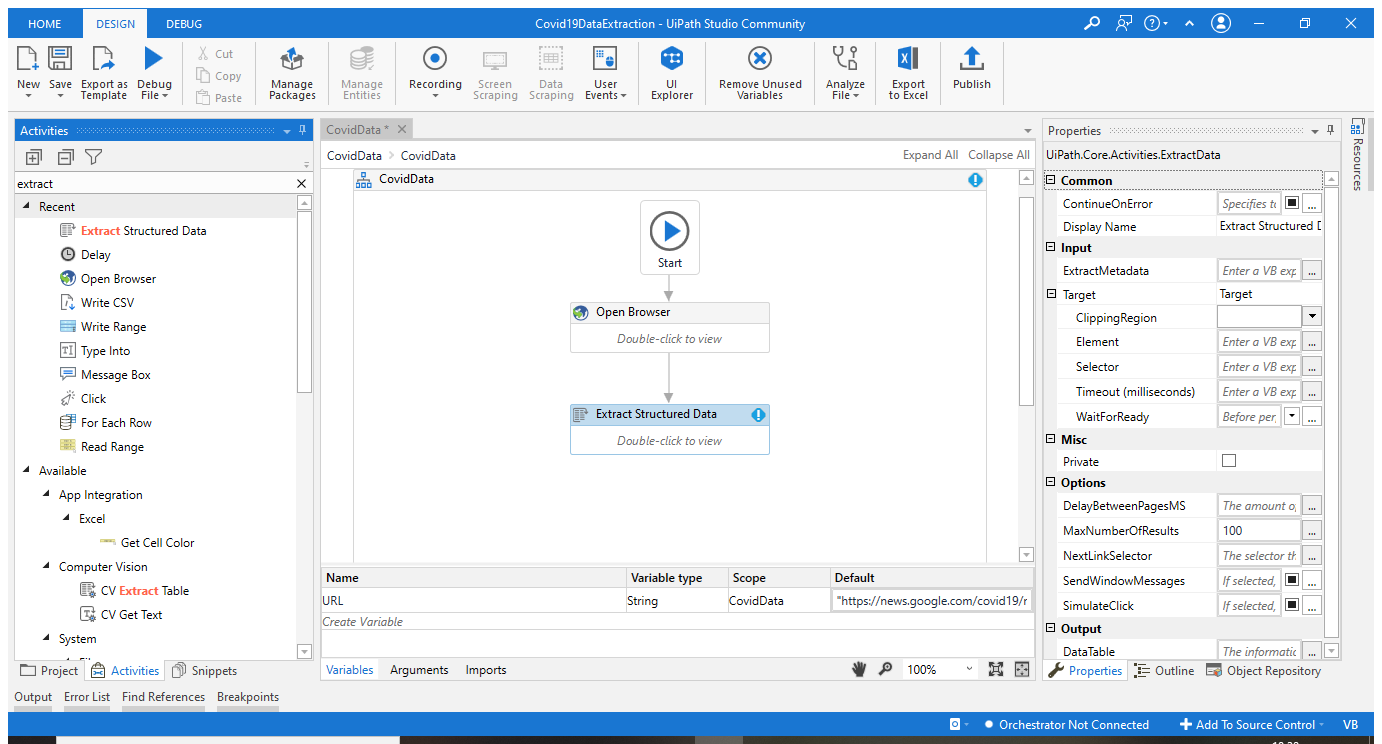 HOME DESIGN DEBUG Covid19DataExtraction - UiPath Studio Community
New Save Export as Template Debug File Cut Copy Paste Manage Packages Manage Entities Recording Screen Scraping Data Scraping User Events UI Explorer Remove Unused Variables Analyze File Export to Excel Publish
Activities
extract
Recent
Extract Structured Data
Delay
Open Browser
Write CSV
Write Range
Type Into
Message Box
Click
For Each Row
Read Range
Available
App Integration
Excel
Get Cell Color
Computer Vision
CV Extract Table
CV Get Text
System
Project Activities Snippets
CovidData *
CovidData > CovidData Expand All Collapse All
CovidData
Start
Open Browser
Double-click to view
Extract Structured Data
Double-click to view
Name Variable type Scope Default
URL String CovidData "https://news.google.com/covid19/r
Create Variable
Variables Arguments Imports 100%
Properties
UiPath.Core.Activities.ExtractData
Common
ContinueOnError Specifies to ...
Display Name Extract Structured D
Input
ExtractMetadata Enter a VB exp ...
Target Target
ClippingRegion
Element Enter a VB exp ...
Selector Enter a VB exp ...
Timeout (milliseconds) Enter a VB exp ...
WaitForReady Before per, ...
Misc
Private
Options
DelayBetweenPagesMS The amount o, ...
MaxNumberOfResults 100 ...
NextLinkSelector The selector th ...
SendWindowMessages If selected, ...
SimulateClick If selected, ...
Output
DataTable The informatic ...
Properties Outline Object Repository
Resources
Output Error List Find References Breakpoints
Orchestrator Not Connected Add To Source Control VB